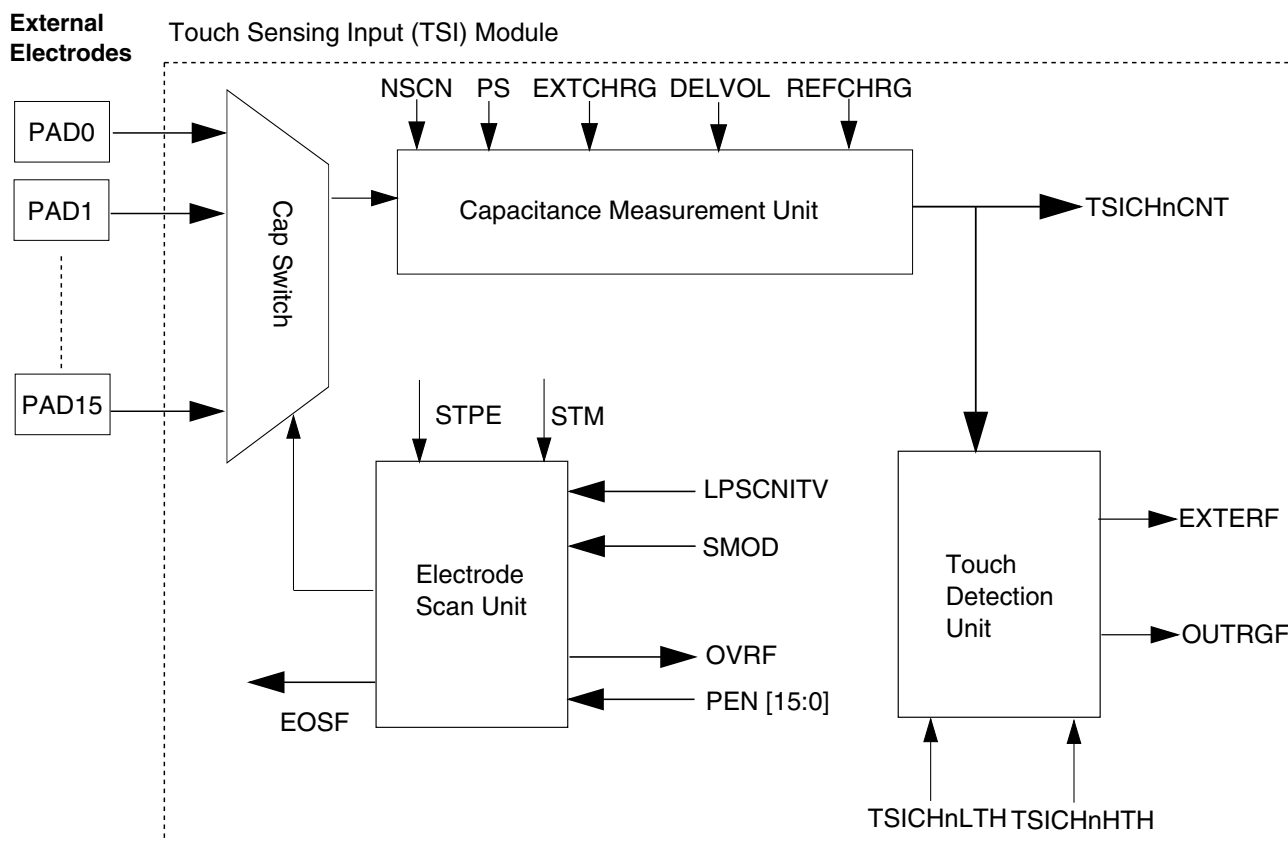 External
Electrodes
Touch Sensing Input (TSI) Module
NSCN PS EXTCHRG DELVOL REFCHRG
PAD0
PAD1
PAD15
Cap Switch
Capacitance Measurement Unit
TSICHnCNT
STPE
STM
LPSCNITV
SMOD
Electrode
Scan Unit
OVRF
PEN [15:0]
EOSF
Touch
Detection
Unit
EXTERF
OUTRGF
TSICHnLTH TSICHnHTH